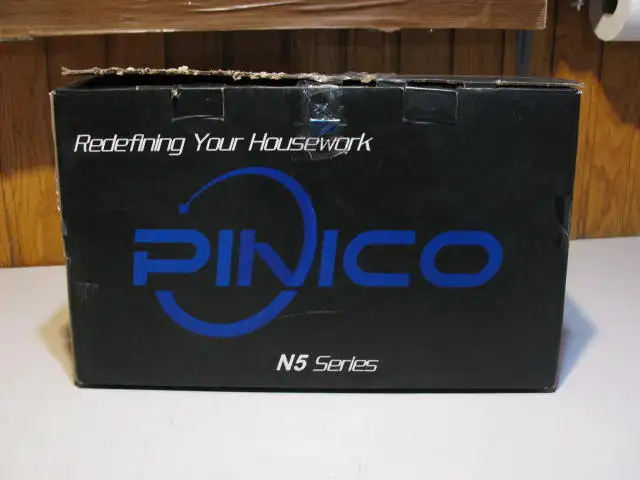 Redefining Your Housework
PINICO
N5 Series